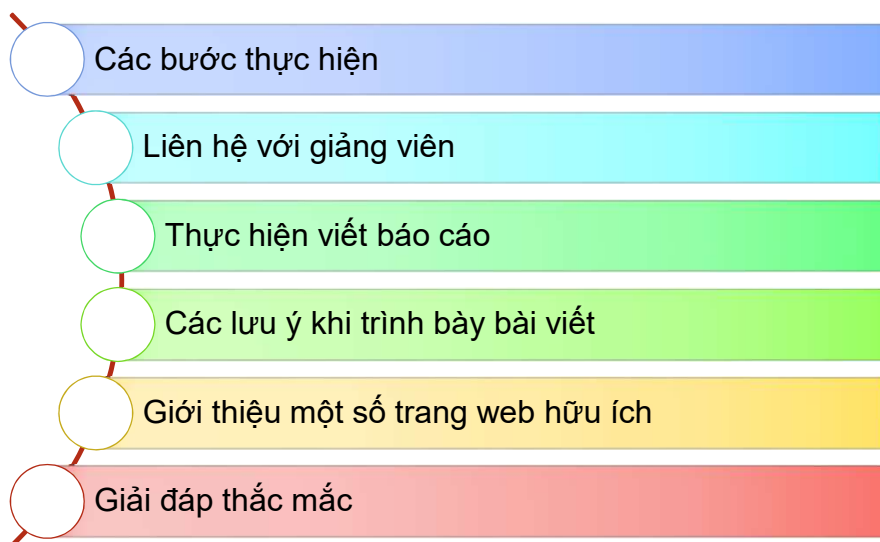 Các bước thực hiện
Liên hệ với giảng viên
Thực hiện viết báo cáo
Các lưu ý khi trình bày bài viết
Giới thiệu một số trang web hữu ích
Giải đáp thắc mắc